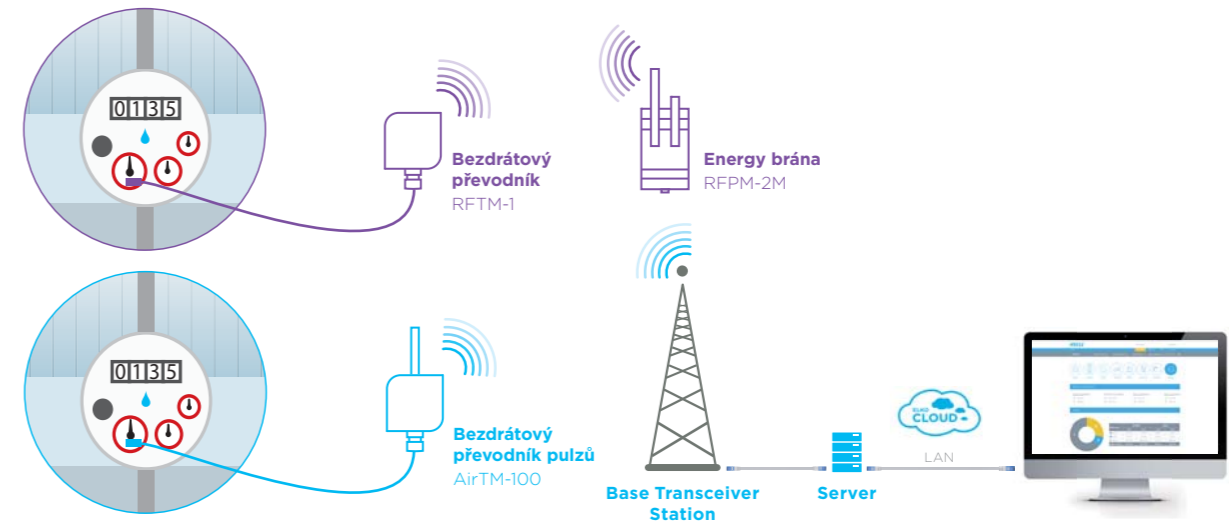 0135
Bezdrátový
převodník
RFTM-1
Energy brána
RFPM-2M
0135
Bezdrátový
převodník pulzů
AirTM-100
Base Transceiver
Station
Server
ELKO
CLOUD
LAN